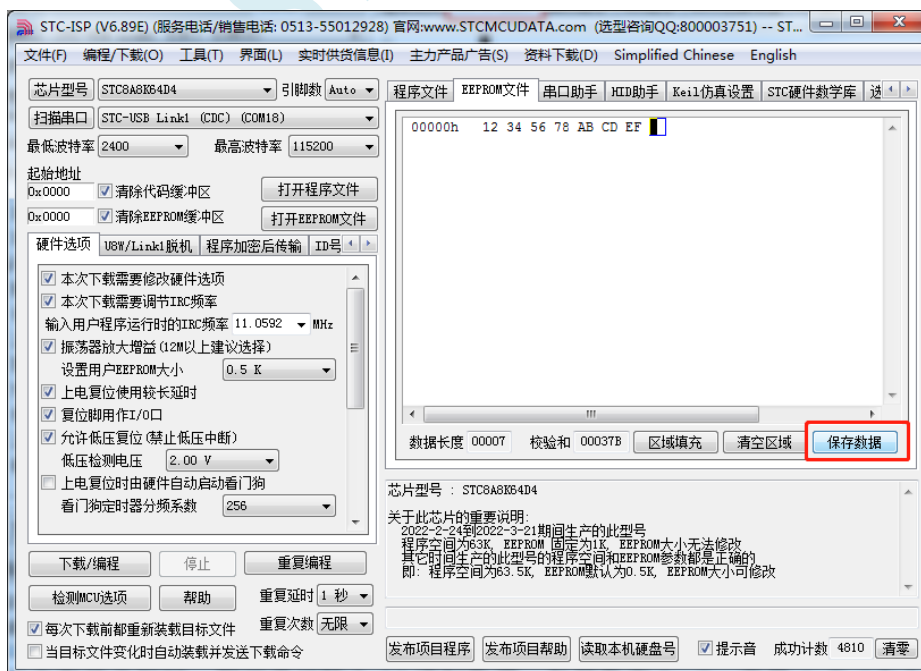 STC-ISP (V6.89E) (服务电话/销售电话: 0513-55012928) 官网:www.STCMCUDATA.com (选型咨询QQ:800003751) -- ST...
文件(F) 编程/下载(O) 工具(T) 界面(L) 实时供货信息(I) 主力产品广告(S) 资料下载(D) Simplified Chinese English
芯片型号 STC8A8K64D4 引脚数 Auto
扫描串口 STC-USB Link1 (CDC) (COM18)
最低波特率 2400 最高波特率 115200
起始地址
0x0000 清除代码缓冲区 打开程序文件
0x0000 清除EEPROM缓冲区 打开EEPROM文件
硬件选项 U8W/Link1脱机 程序加密后传输 ID号
本次下载需要修改硬件选项
本次下载需要调节IRC频率
输入用户程序运行时的IRC频率 11.0592 MHz
振荡器放大增益(12M以上建议选择)
设置用户EEPROM大小 0.5 K
上电复位使用较长延时
复位脚用作I/O口
允许低压复位(禁止低压中断)
低压检测电压 2.00 V
上电复位时由硬件自动启动看门狗
看门狗定时器分频系数 256
下载/编程 停止 重复编程
检测MCU选项 帮助 重复延时 1 秒
每次下载前都重新装载目标文件 重复次数 无限
当目标文件变化时自动装载并发送下载命令
程序文件 EEPROM文件 串口助手 HID助手 Keil仿真设置 STC硬件数学库 选
00000h 12 34 56 78 AB CD EF
数据长度 00007 校验和 0037B 区域填充 清空区域 保存数据
芯片型号 : STC8A8K64D4
关于此芯片的重要说明:
2022-2-24到2022-3-21期间生产的此型号
程序空间为63K, EEPROM 固定为1K, EEPROM大小无法修改
其它时间生产的此型号的程序空间和EEPROM参数都是正确的
即: 程序空间为63.5K, EEPROM默认为0.5K, EEPROM大小可修改
发布项目程序 发布项目帮助 读取本机硬盘号 提示音 成功计数 4810 清零